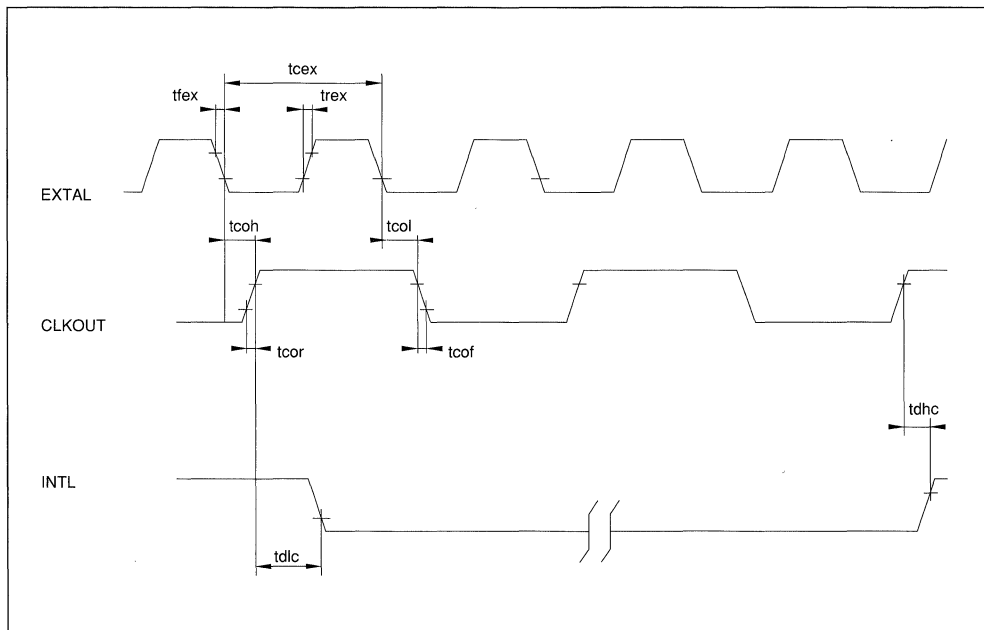 tcex
tfex
trex
EXTAL
tcoh
tcol
CLKOUT
tcor
tcof
tdhc
INTL
tdlc